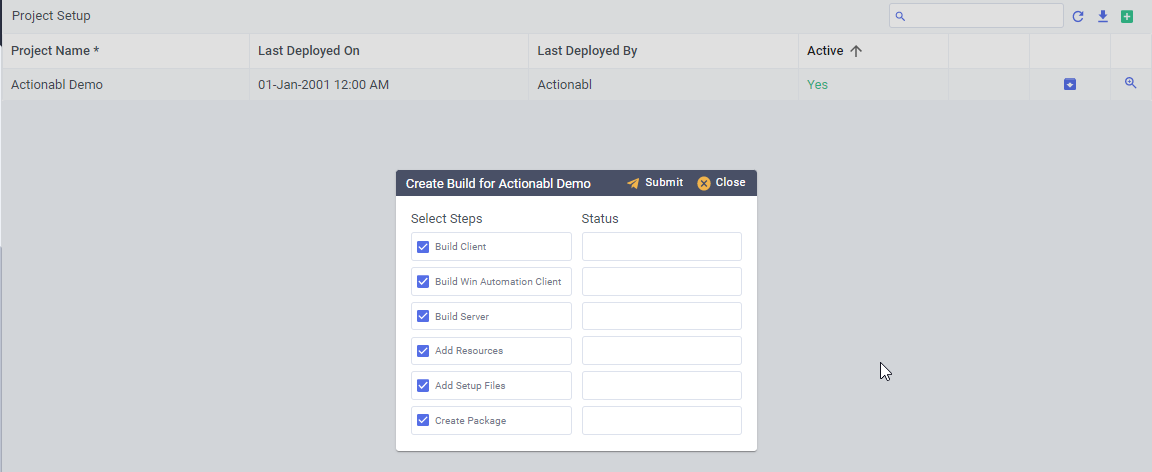 Project Setup
Project Name * Last Deployed On Last Deployed By Active
Actionabl Demo 01-Jan-2001 12:00 AM Actionabl Yes
Create Build for Actionabl Demo Submit Close
Select Steps Status
Build Client
Build Win Automation Client
Build Server
Add Resources
Add Setup Files
Create Package